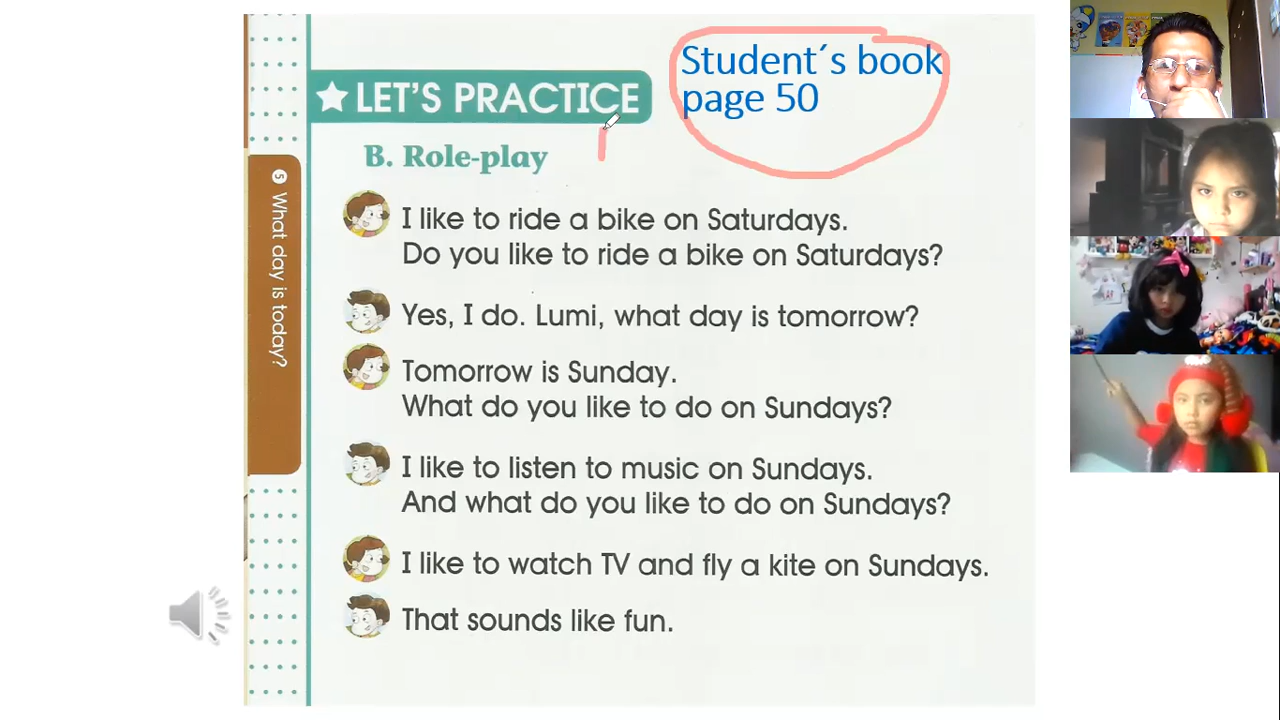 Student´s book
page 50
LET'S PRACTICE
B. Role-play
I like to ride a bike on Saturdays.
Do you like to ride a bike on Saturdays?
Yes, I do. Lumi, what day is tomorrow?
Tomorrow is Sunday.
What do you like to do on Sundays?
I like to listen to music on Sundays.
And what do you like to do on Sundays?
I like to watch TV and fly a kite on Sundays.
That sounds like fun.
5 What day is today?